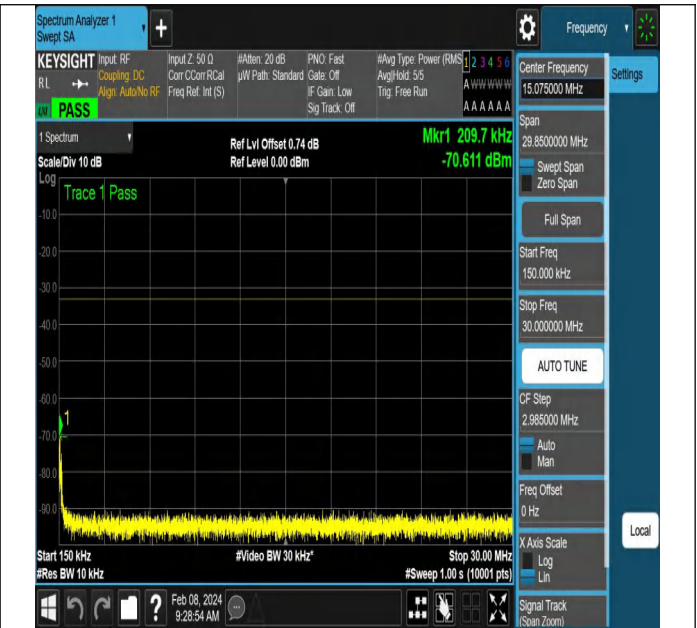 Spectrum Analyzer 1
Swept SA
+
Frequency
KEYSIGHT
RL
PASS
Input: RF
Coupling: DC
Align: Auto/No RF
Input Z: 50 Ω
Corr CCorr RCal
Freq Ref: Int (S)
#Atten: 20 dB
µW Path: Standard
PNO: Fast
Gate: Off
IF Gain: Low
Sig Track: Off
#Avg Type: Power (RMS
Avg|Hold: 5/5
Trig: Free Run
1 2 3 4 5 6
A W W W W W
A A A A A A
1 Spectrum
Scale/Div 10 dB
Log
Ref Lvl Offset 0.74 dB
Ref Level 0.00 dBm
Mkr1 209.7 kHz
-70.611 dBm
Trace 1 Pass
-10.0
-20.0
-40.0
-50.0
-60.0
-70.0
-80.0
-90.0
1
Start 150 kHz
#Res BW 10 kHz
#Video BW 30 kHz*
Stop 30.00 MHz
#Sweep 1.00 s (10001 pts)
Center Frequency
15.075000 MHz
Span
29.8500000 MHz
Swept Span
Zero Span
Full Span
Start Freq
150.000 kHz
Stop Freq
30.000000 MHz
AUTO TUNE
CF Step
2.985000 MHz
Auto
Man
Freq Offset
0 Hz
X Axis Scale
Log
Lin
Signal Track
(Span Zoom)
Settings
Local
?
Feb 08, 2024
9:28:54 AM